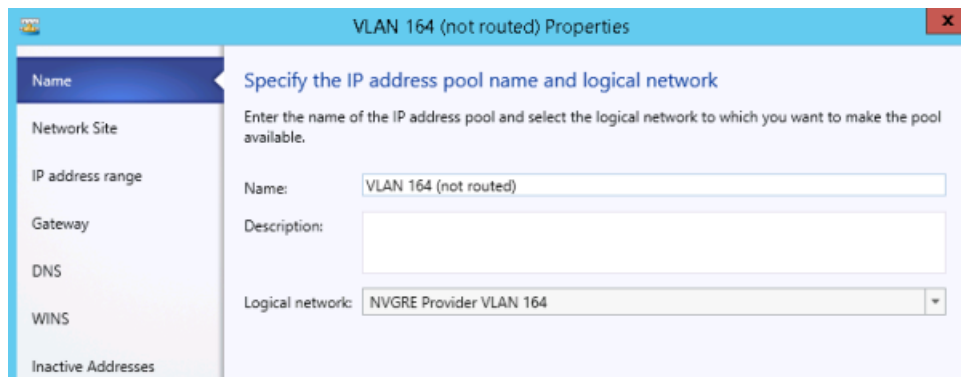 VLAN 164 (not routed) Properties
x
Name
Network Site
IP address range
Gateway
DNS
WINS
Inactive Addresses
Specify the IP address pool name and logical network
Enter the name of the IP address pool and select the logical network to which you want to make the pool
available.
Name: VLAN 164 (not routed)
Description:
Logical network: NVGRE Provider VLAN 164